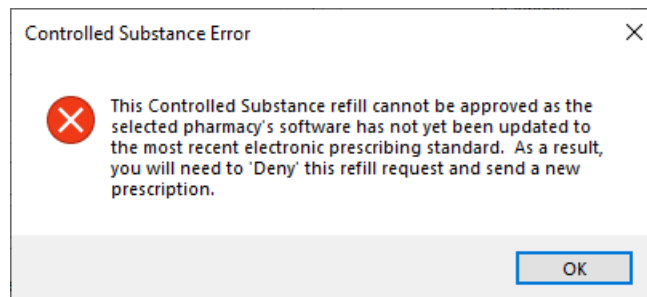 Controlled Substance Error
This Controlled Substance refill cannot be approved as the
selected pharmacy's software has not yet been updated to
the most recent electronic prescribing standard.  As a result,
you will need to 'Deny' this refill request and send a new
prescription.
OK